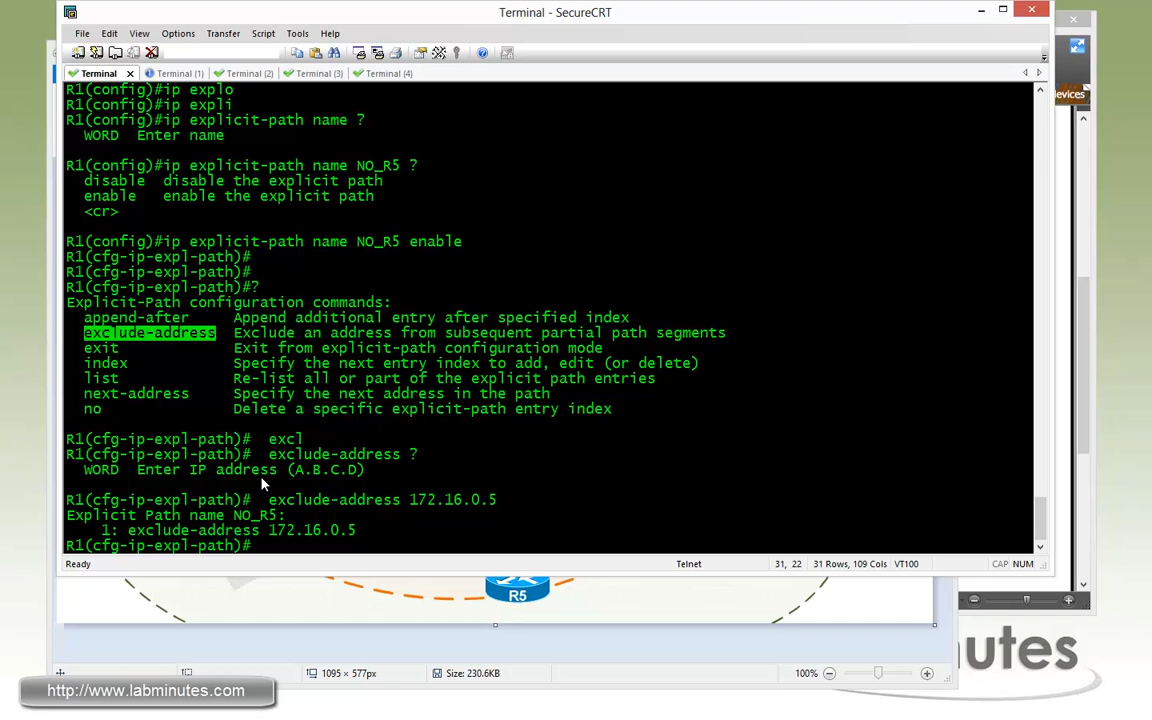 Terminal - SecureCRT
File Edit View Options Transfer Script Tools Help
Terminal Terminal (1) Terminal (2) Terminal (3) Terminal (4)
R1(config)#ip explo
R1(config)#ip expli
R1(config)#ip explicit-path name ?
WORD Enter name
R1(config)#ip explicit-path name NO_R5 ?
disable disable the explicit path
enable enable the explicit path
<cr>
R1(config)#ip explicit-path name NO_R5 enable
R1(cfg-ip-expl-path)#
R1(cfg-ip-expl-path)#
R1(cfg-ip-expl-path)#?
Explicit-Path configuration commands:
append-after Append additional entry after specified index
exclude-address Exclude an address from subsequent partial path segments
exit Exit from explicit-path configuration mode
index Specify the next entry index to add, edit (or delete)
list Re-list all or part of the explicit path entries
next-address Specify the next address in the path
no Delete a specific explicit-path entry index
R1(cfg-ip-expl-path)# excl
R1(cfg-ip-expl-path)# exclude-address ?
WORD Enter IP address (A.B.C.D)
R1(cfg-ip-expl-path)# exclude-address 172.16.0.5
Explicit Path name NO_R5:
1: exclude-address 172.16.0.5
R1(cfg-ip-expl-path)#
Ready Telnet 31, 22 31 Rows, 109 Cols VT100 CAP NUM
R5
1095 × 577px Size: 230.6KB 100%
http://www.labminutes.com